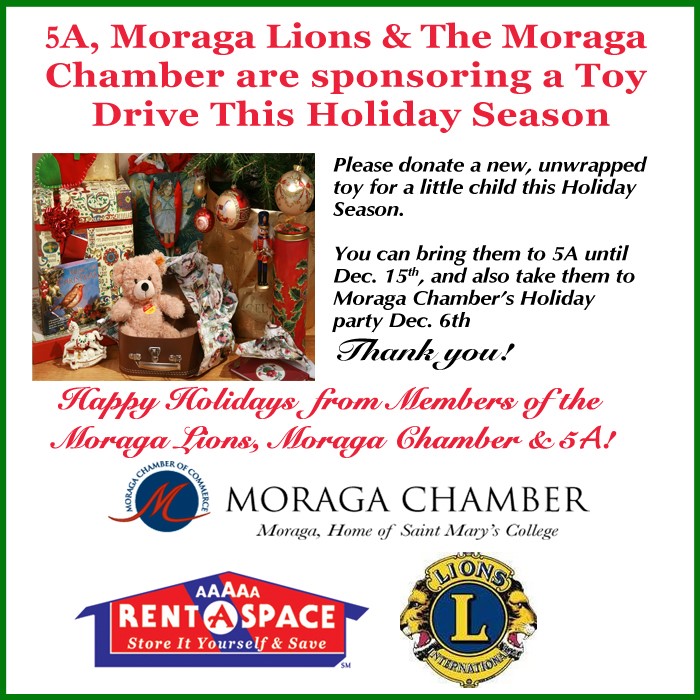 5A, Moraga Lions & The Moraga
Chamber are sponsoring a Toy
Drive This Holiday Season
Please donate a new, unwrapped
toy for a little child this Holiday
Season.
You can bring them to 5A until
Dec. 15th, and also take them to
Moraga Chamber's Holiday
party Dec. 6th
Thank you!
Happy Holidays from Members of the
Moraga Lions, Moraga Chamber & 5A!
MORAGA CHAMBER OF COMMERCE
M
MORAGA CHAMBER
Moraga, Home of Saint Mary's College
AAAAA
RENT A SPACE
Store It Yourself & Save
SM
LIONS
L
INTERNATIONAL